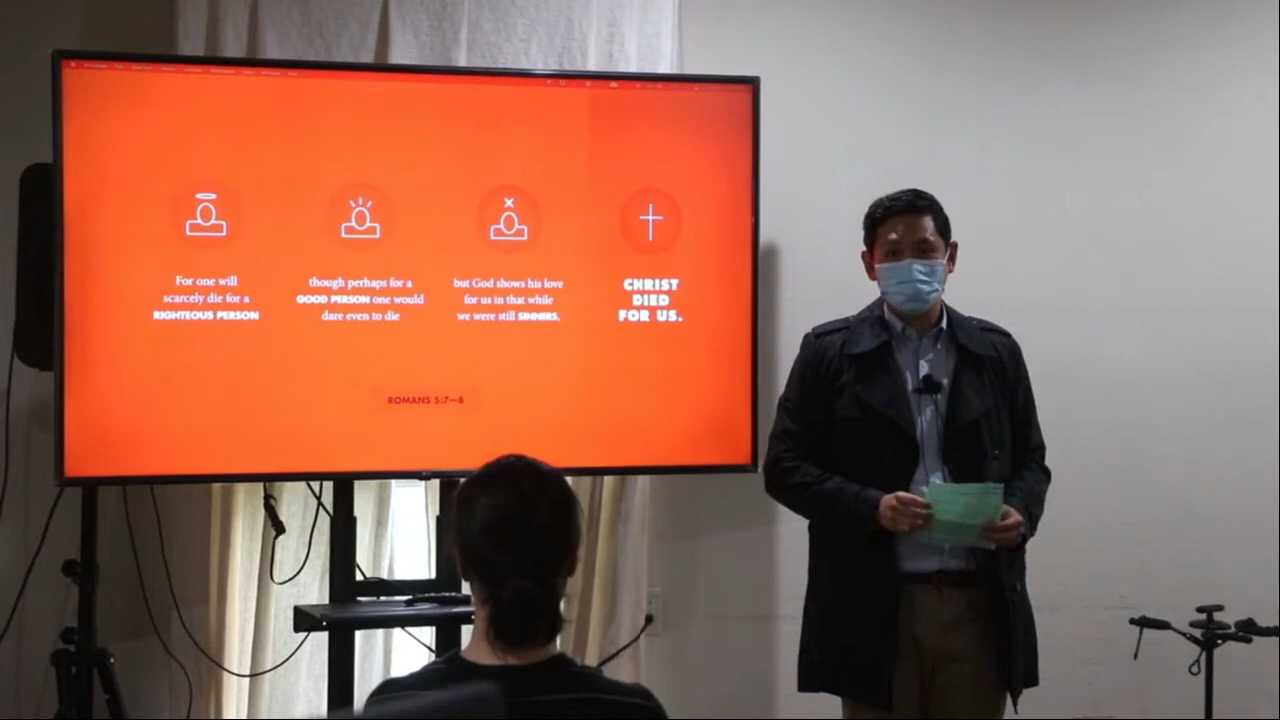 For one will
scarcely die for a
RIGHTEOUS PERSON
though perhaps for a
GOOD PERSON one would
dare even to die
but God shows his love
for us in that while
we were still SINNERS,
CHRIST
DIED
FOR US.
ROMANS 5:7—8